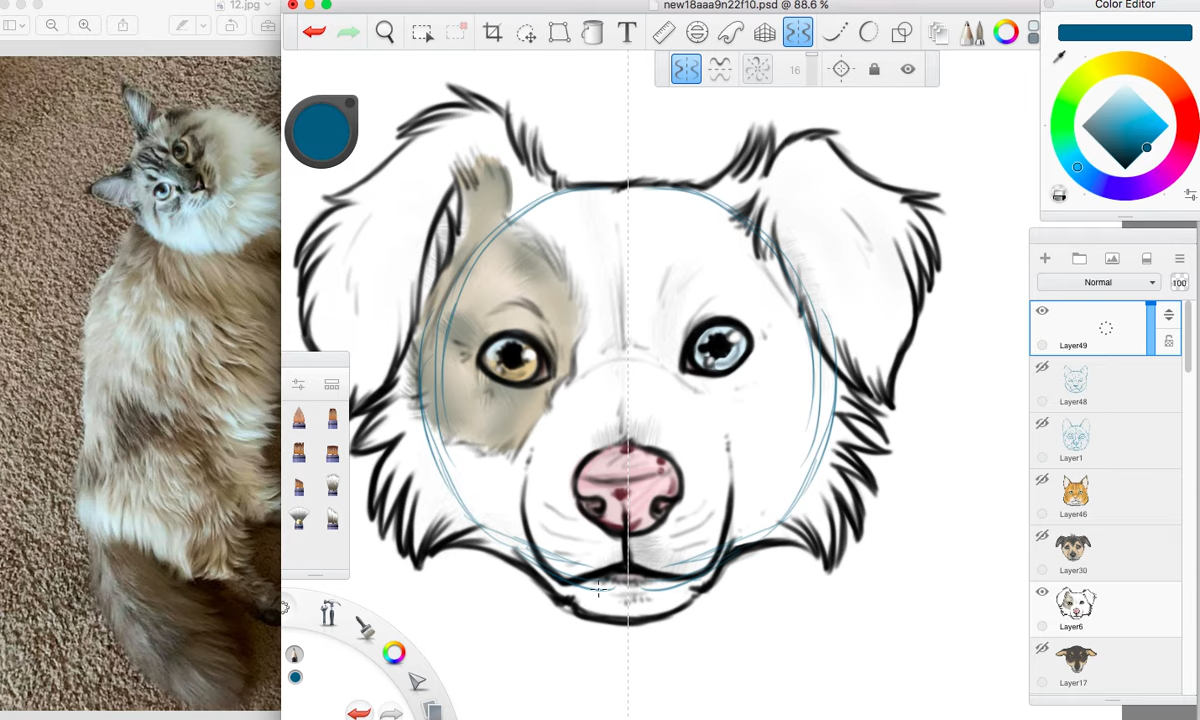 12.jpg
new18aaa9n22f10.psd @ 88.6 %
Color Editor
T
16
Normal
100
Layer49
Layer48
Layer1
Layer46
Layer30
Layer6
Layer17